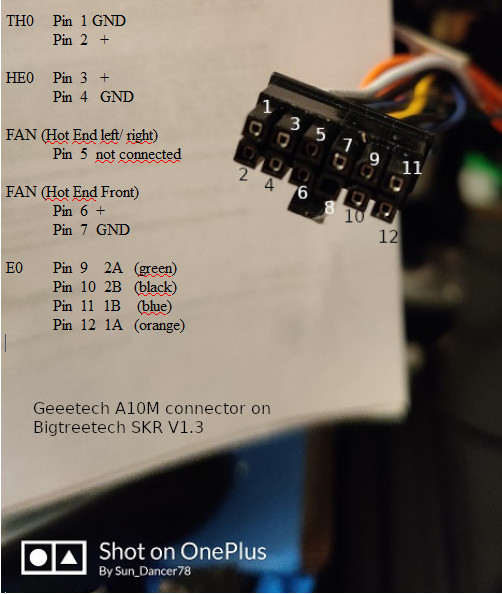 TH0 Pin 1 GND
Pin 2 +
HE0 Pin 3 +
Pin 4 GND
FAN (Hot End left/ right)
Pin 5 not connected
FAN (Hot End Front)
Pin 6 +
Pin 7 GND
E0 Pin 9 2A (green)
Pin 10 2B (black)
Pin 11 1B (blue)
Pin 12 1A (orange)
1
3
5
7
9
11
2
4
6
8
10
12
Geeetech A10M connector on
Bigtreetech SKR V1.3
Shot on OnePlus
By Sun_Dancer78